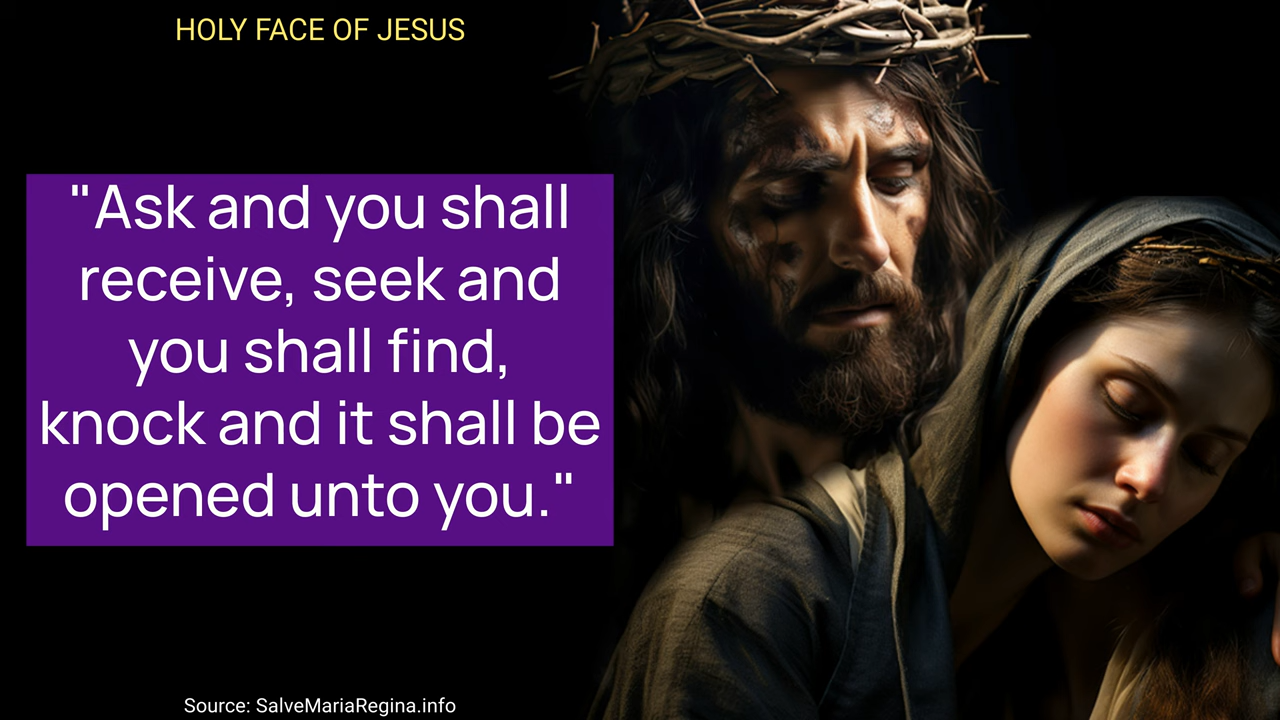 HOLY FACE OF JESUS
"Ask and you shall
receive, seek and
you shall find,
knock and it shall be
opened unto you."
Source: SalveMariaRegina.info